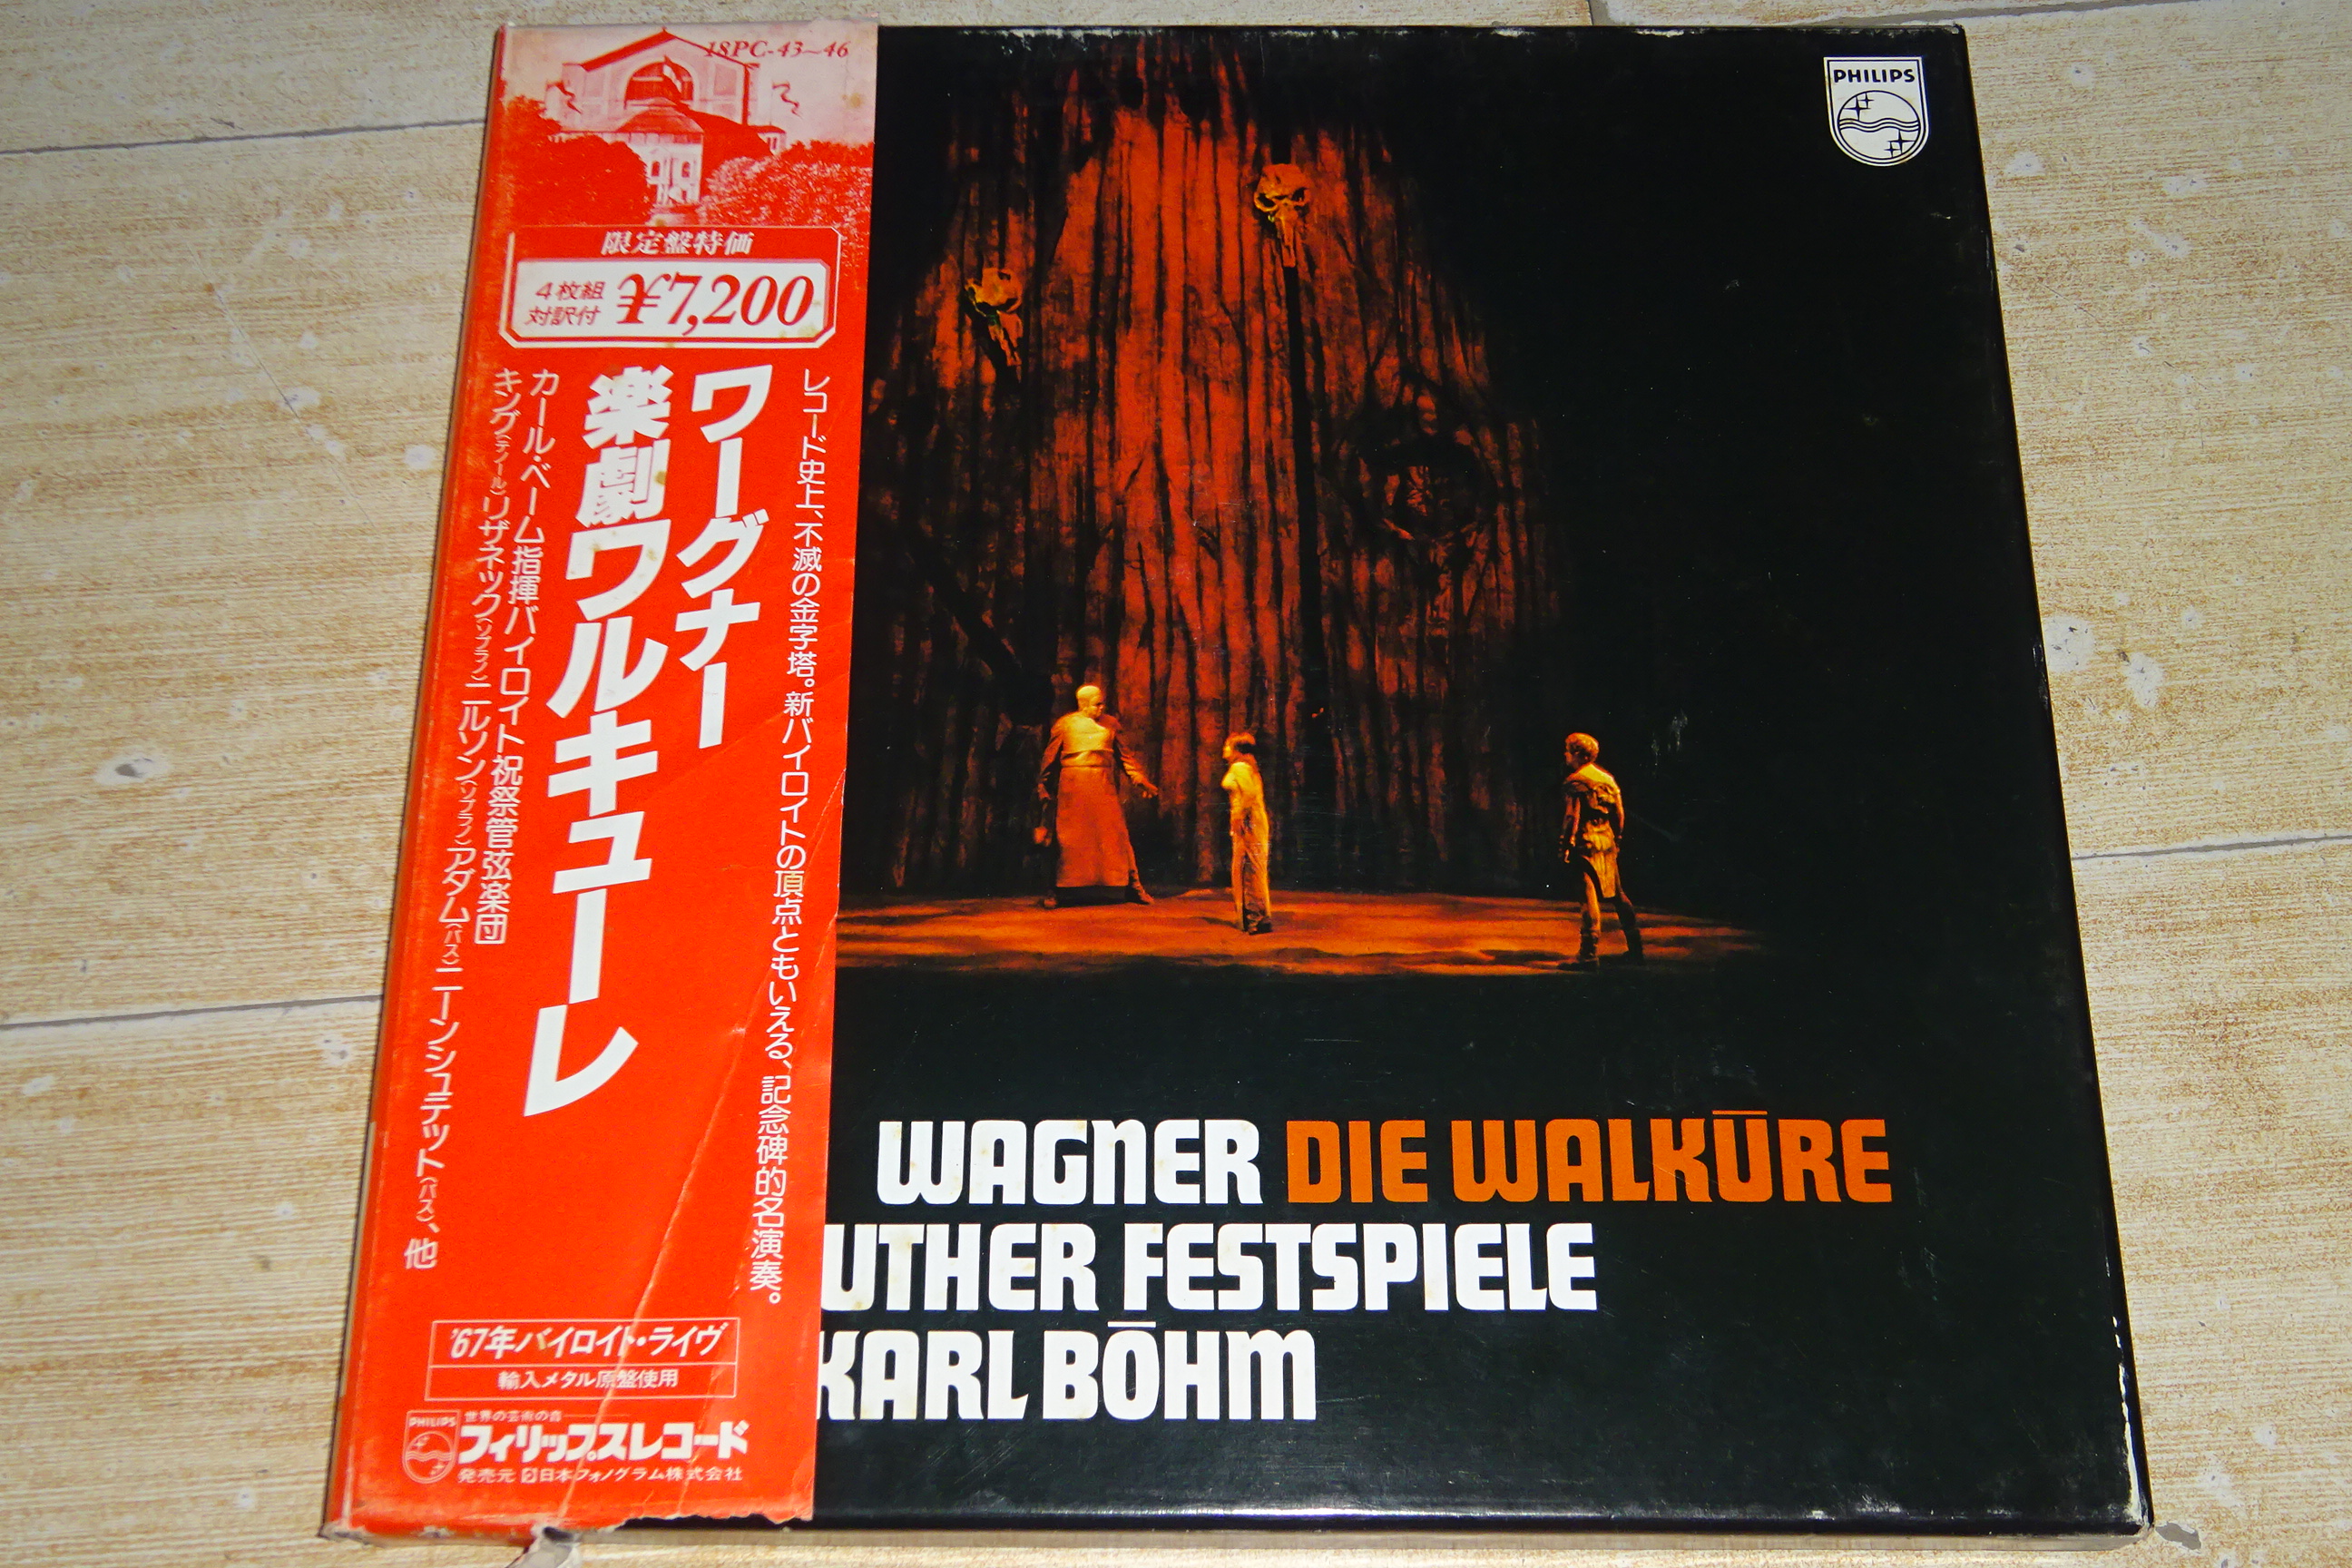 18PC-43~46
限定盤特価
4枚組
対訳付
¥7,200
レコード史上、不滅の金字塔。新バイロイトの頂点ともいえる、記念碑的名演奏。
ワーグナー
楽劇ワルキューレ
カール・ベーム指揮バイロイト祝祭管弦楽団
キング(テノール)リザネック(ソプラノ)ニルソン(ソプラノ)アダム(バス)ニーンシュテット(バス)、他
'67年バイロイト・ライヴ
輸入メタル原盤使用
PHILIPS
世界の芸術の音
フィリップスレコード
発売元 日本フォノグラム株式会社
PHILIPS
WAGNER DIE WALKÜRE
UTHER FESTSPIELE
KARL BÖHM